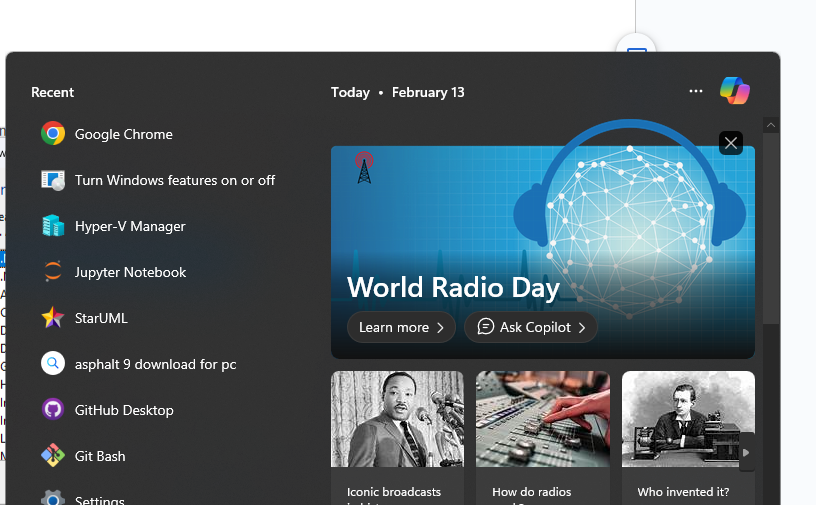 Recent
Today • February 13
Google Chrome
Turn Windows features on or off
Hyper-V Manager
Jupyter Notebook
StarUML
asphalt 9 download for pc
GitHub Desktop
Git Bash
Settings
World Radio Day
Learn more
Ask Copilot
Iconic broadcasts
How do radios
Who invented it?